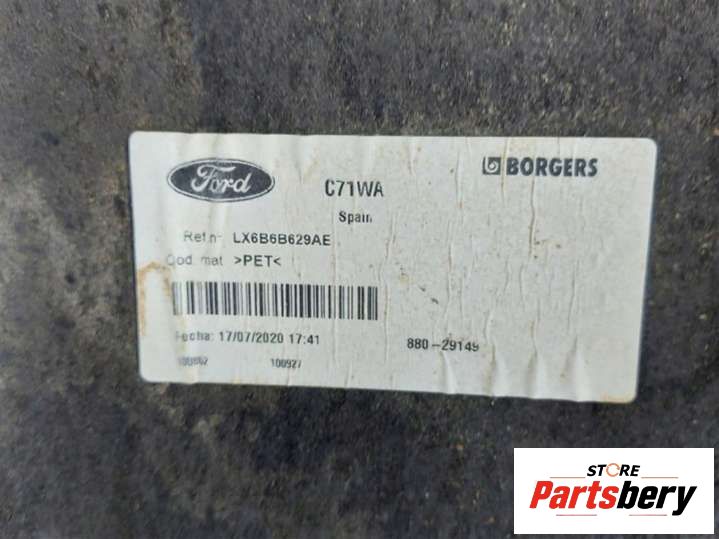 Ford
C71WA
BORGERS
Spain
Ref.n- LX6B6B629AE
Cod. mat >PET<
Fecha: 17/07/2020 17:41
880-29149
100927
STORE
Partsbery